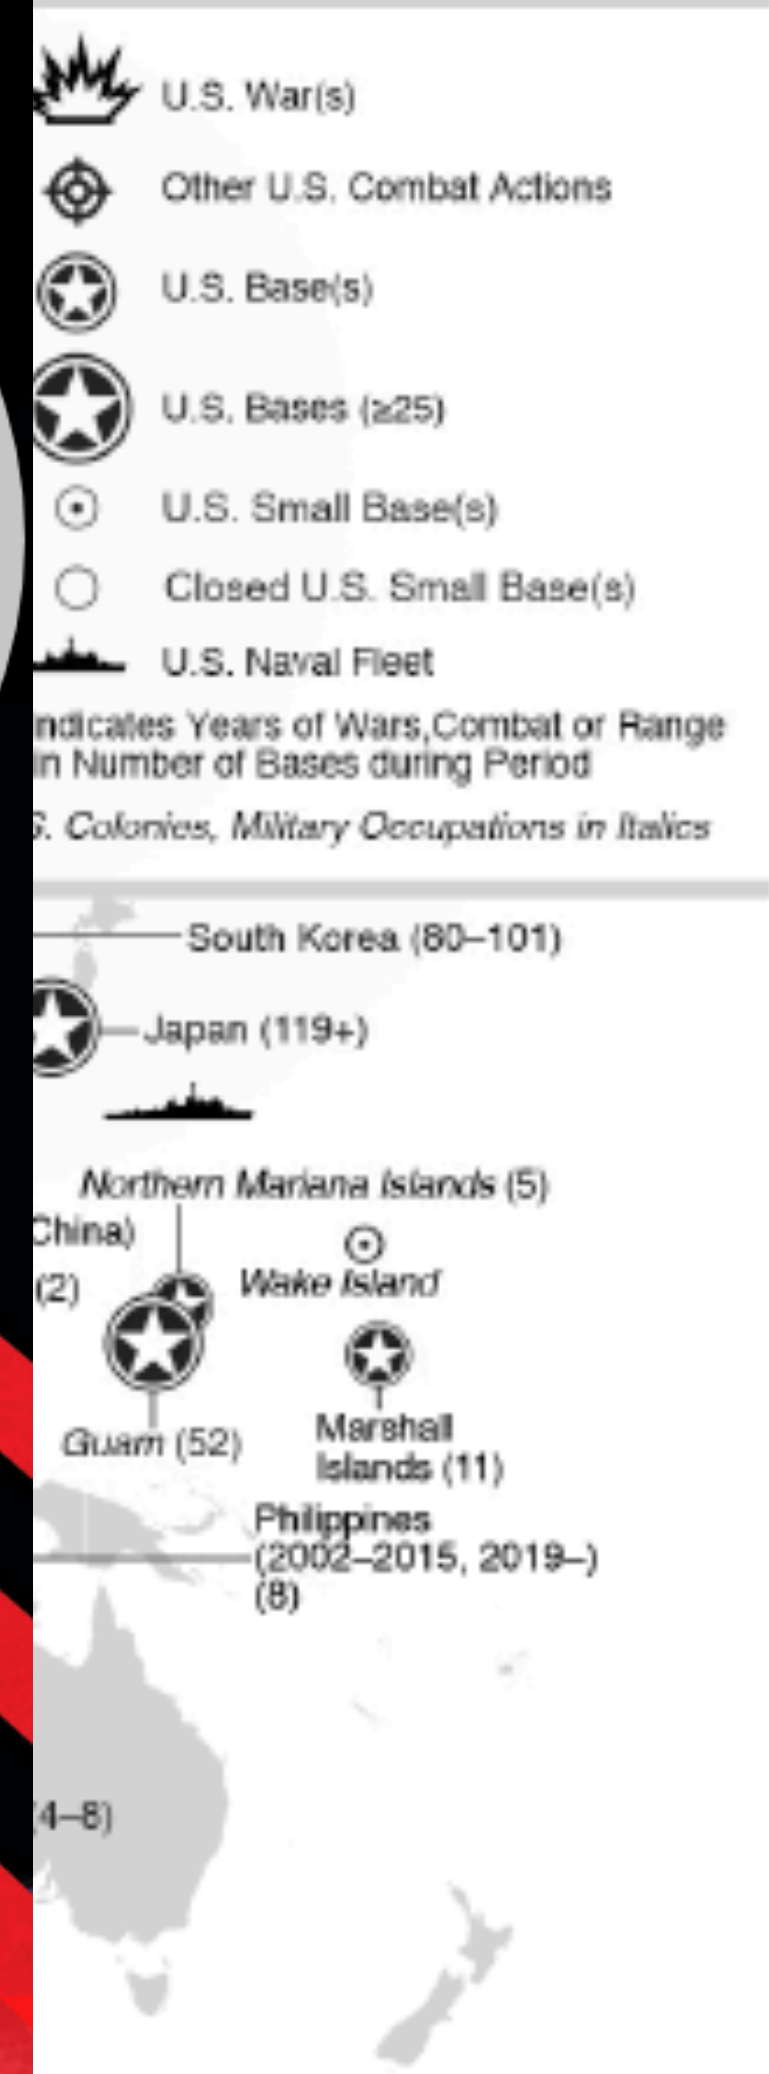 U.S. War(s)
Other U.S. Combat Actions
U.S. Base(s)
U.S. Bases (≥25)
U.S. Small Base(s)
Closed U.S. Small Base(s)
U.S. Naval Fleet
ndicates Years of Wars,Combat or Range
in Number of Bases during Period
S. Colonies, Military Occupations in Italics
South Korea (80–101)
Japan (119+)
Northern Mariana Islands (5)
China)
(2)
Wake Island
Guam (52)
Marshall
Islands (11)
Philippines
(2002–2015, 2019–)
(8)
(4–8)